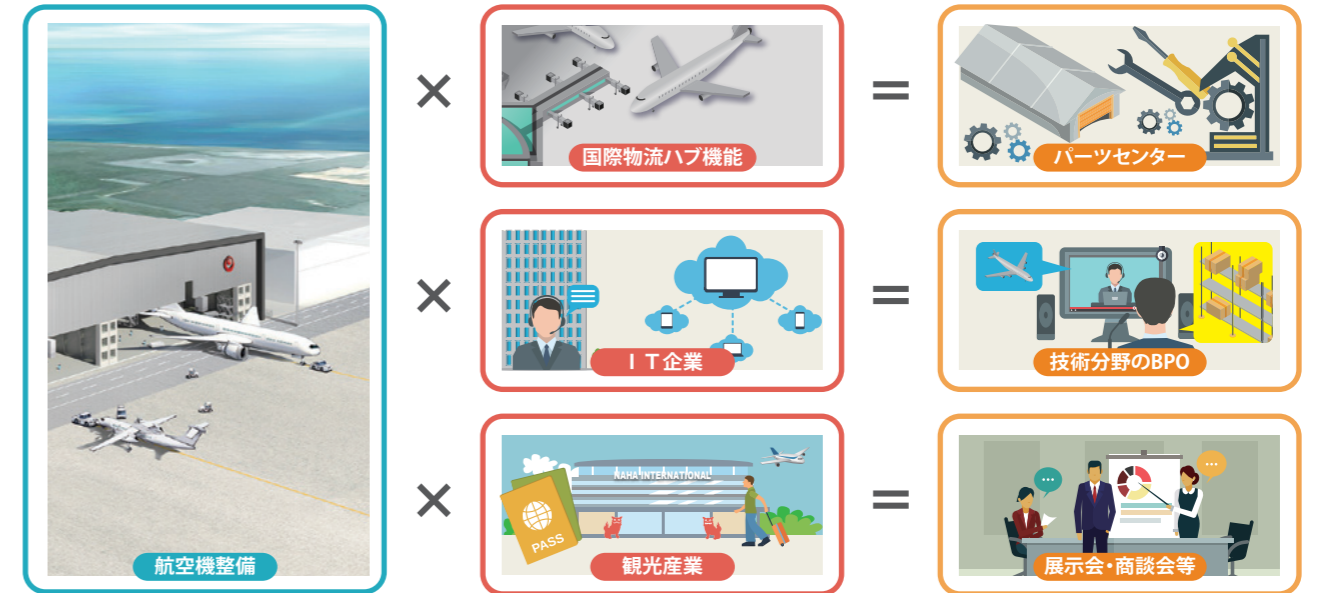 航空機整備
×
国際物流ハブ機能
=
パーツセンター
×
IT企業
=
技術分野のBPO
×
NAHA INTERNATIONAL
PASS
観光産業
=
展示会・商談会等